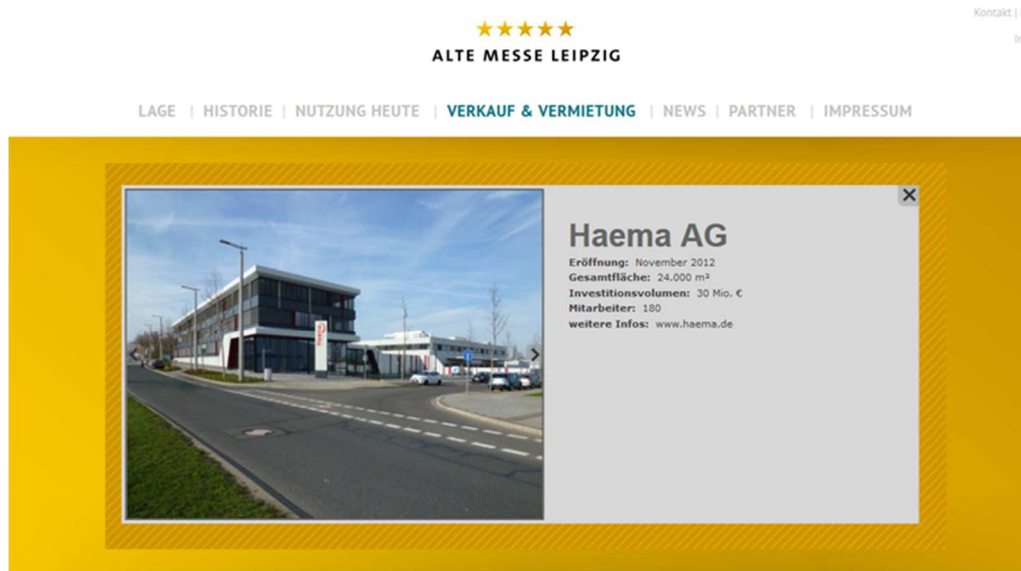 Kontakt |
ALTE MESSE LEIPZIG
LAGE | HISTORIE | NUTZUNG HEUTE | VERKAUF & VERMIETUNG | NEWS | PARTNER | IMPRESSUM
Haema AG
Eröffnung: November 2012
Gesamtfläche: 24.000 m²
Investitionsvolumen: 30 Mio. €
Mitarbeiter: 180
weitere Infos: www.haema.de